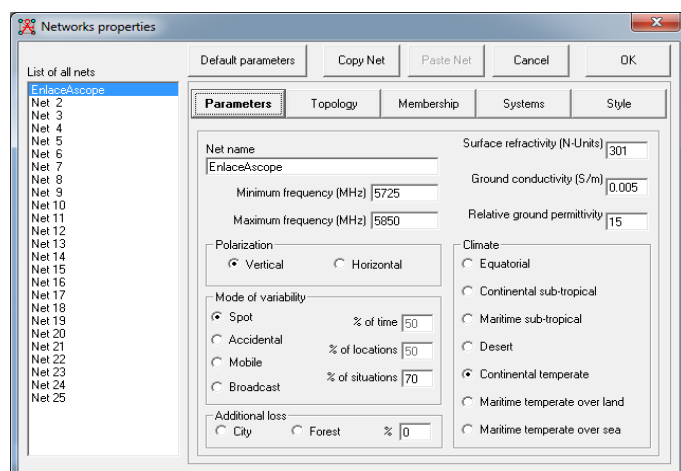 Networks properties
List of all nets
EnlaceAscope
Net 2
Net 3
Net 4
Net 5
Net 6
Net 7
Net 8
Net 9
Net 10
Net 11
Net 12
Net 13
Net 14
Net 15
Net 16
Net 17
Net 18
Net 19
Net 20
Net 21
Net 22
Net 23
Net 24
Net 25
Default parameters Copy Net Paste Net Cancel OK
Parameters Topology Membership Systems Style
Net name
EnlaceAscope
Minimum frequency (MHz) 5725
Maximum frequency (MHz) 5850
Surface refractivity (N-Units) 301
Ground conductivity (S/m) 0.005
Relative ground permittivity 15
Polarization
Vertical Horizontal
Mode of variability
Spot
Accidental
Mobile
Broadcast
% of time 50
% of locations 50
% of situations 70
Additional loss
City Forest % 0
Climate
Equatorial
Continental sub-tropical
Maritime sub-tropical
Desert
Continental temperate
Maritime temperate over land
Maritime temperate over sea